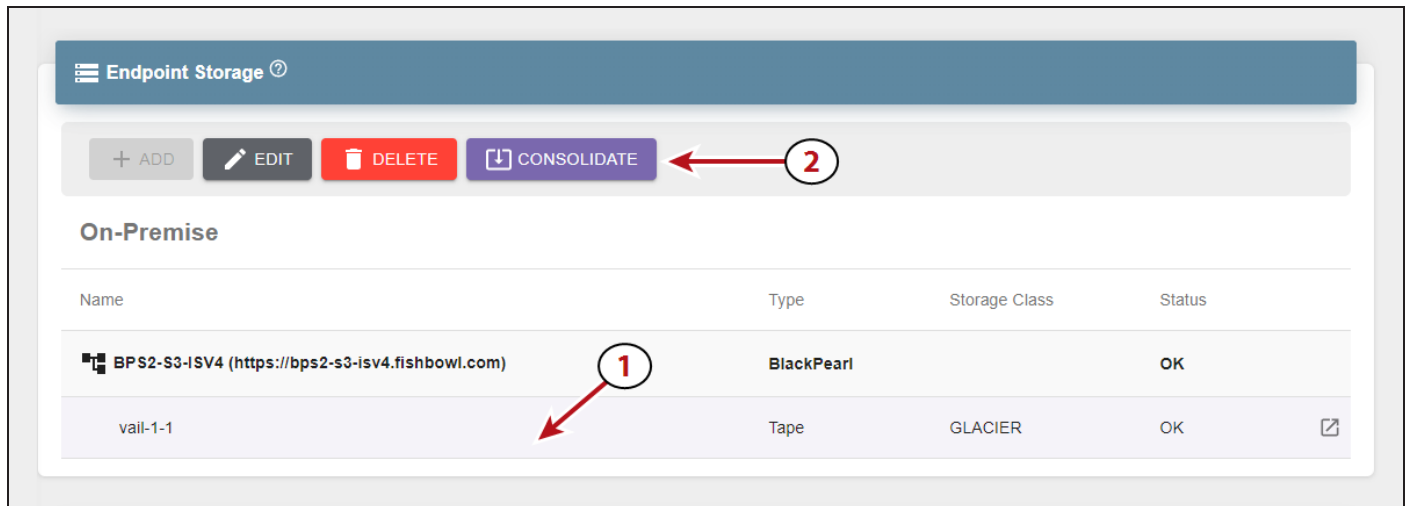 Endpoint Storage ?
+ ADD EDIT DELETE CONSOLIDATE 2
On-Premise
Name Type Storage Class Status
BPS2-S3-ISV4 (https://bps2-s3-isv4.fishbowl.com) 1 BlackPearl OK
vail-1-1 Tape GLACIER OK